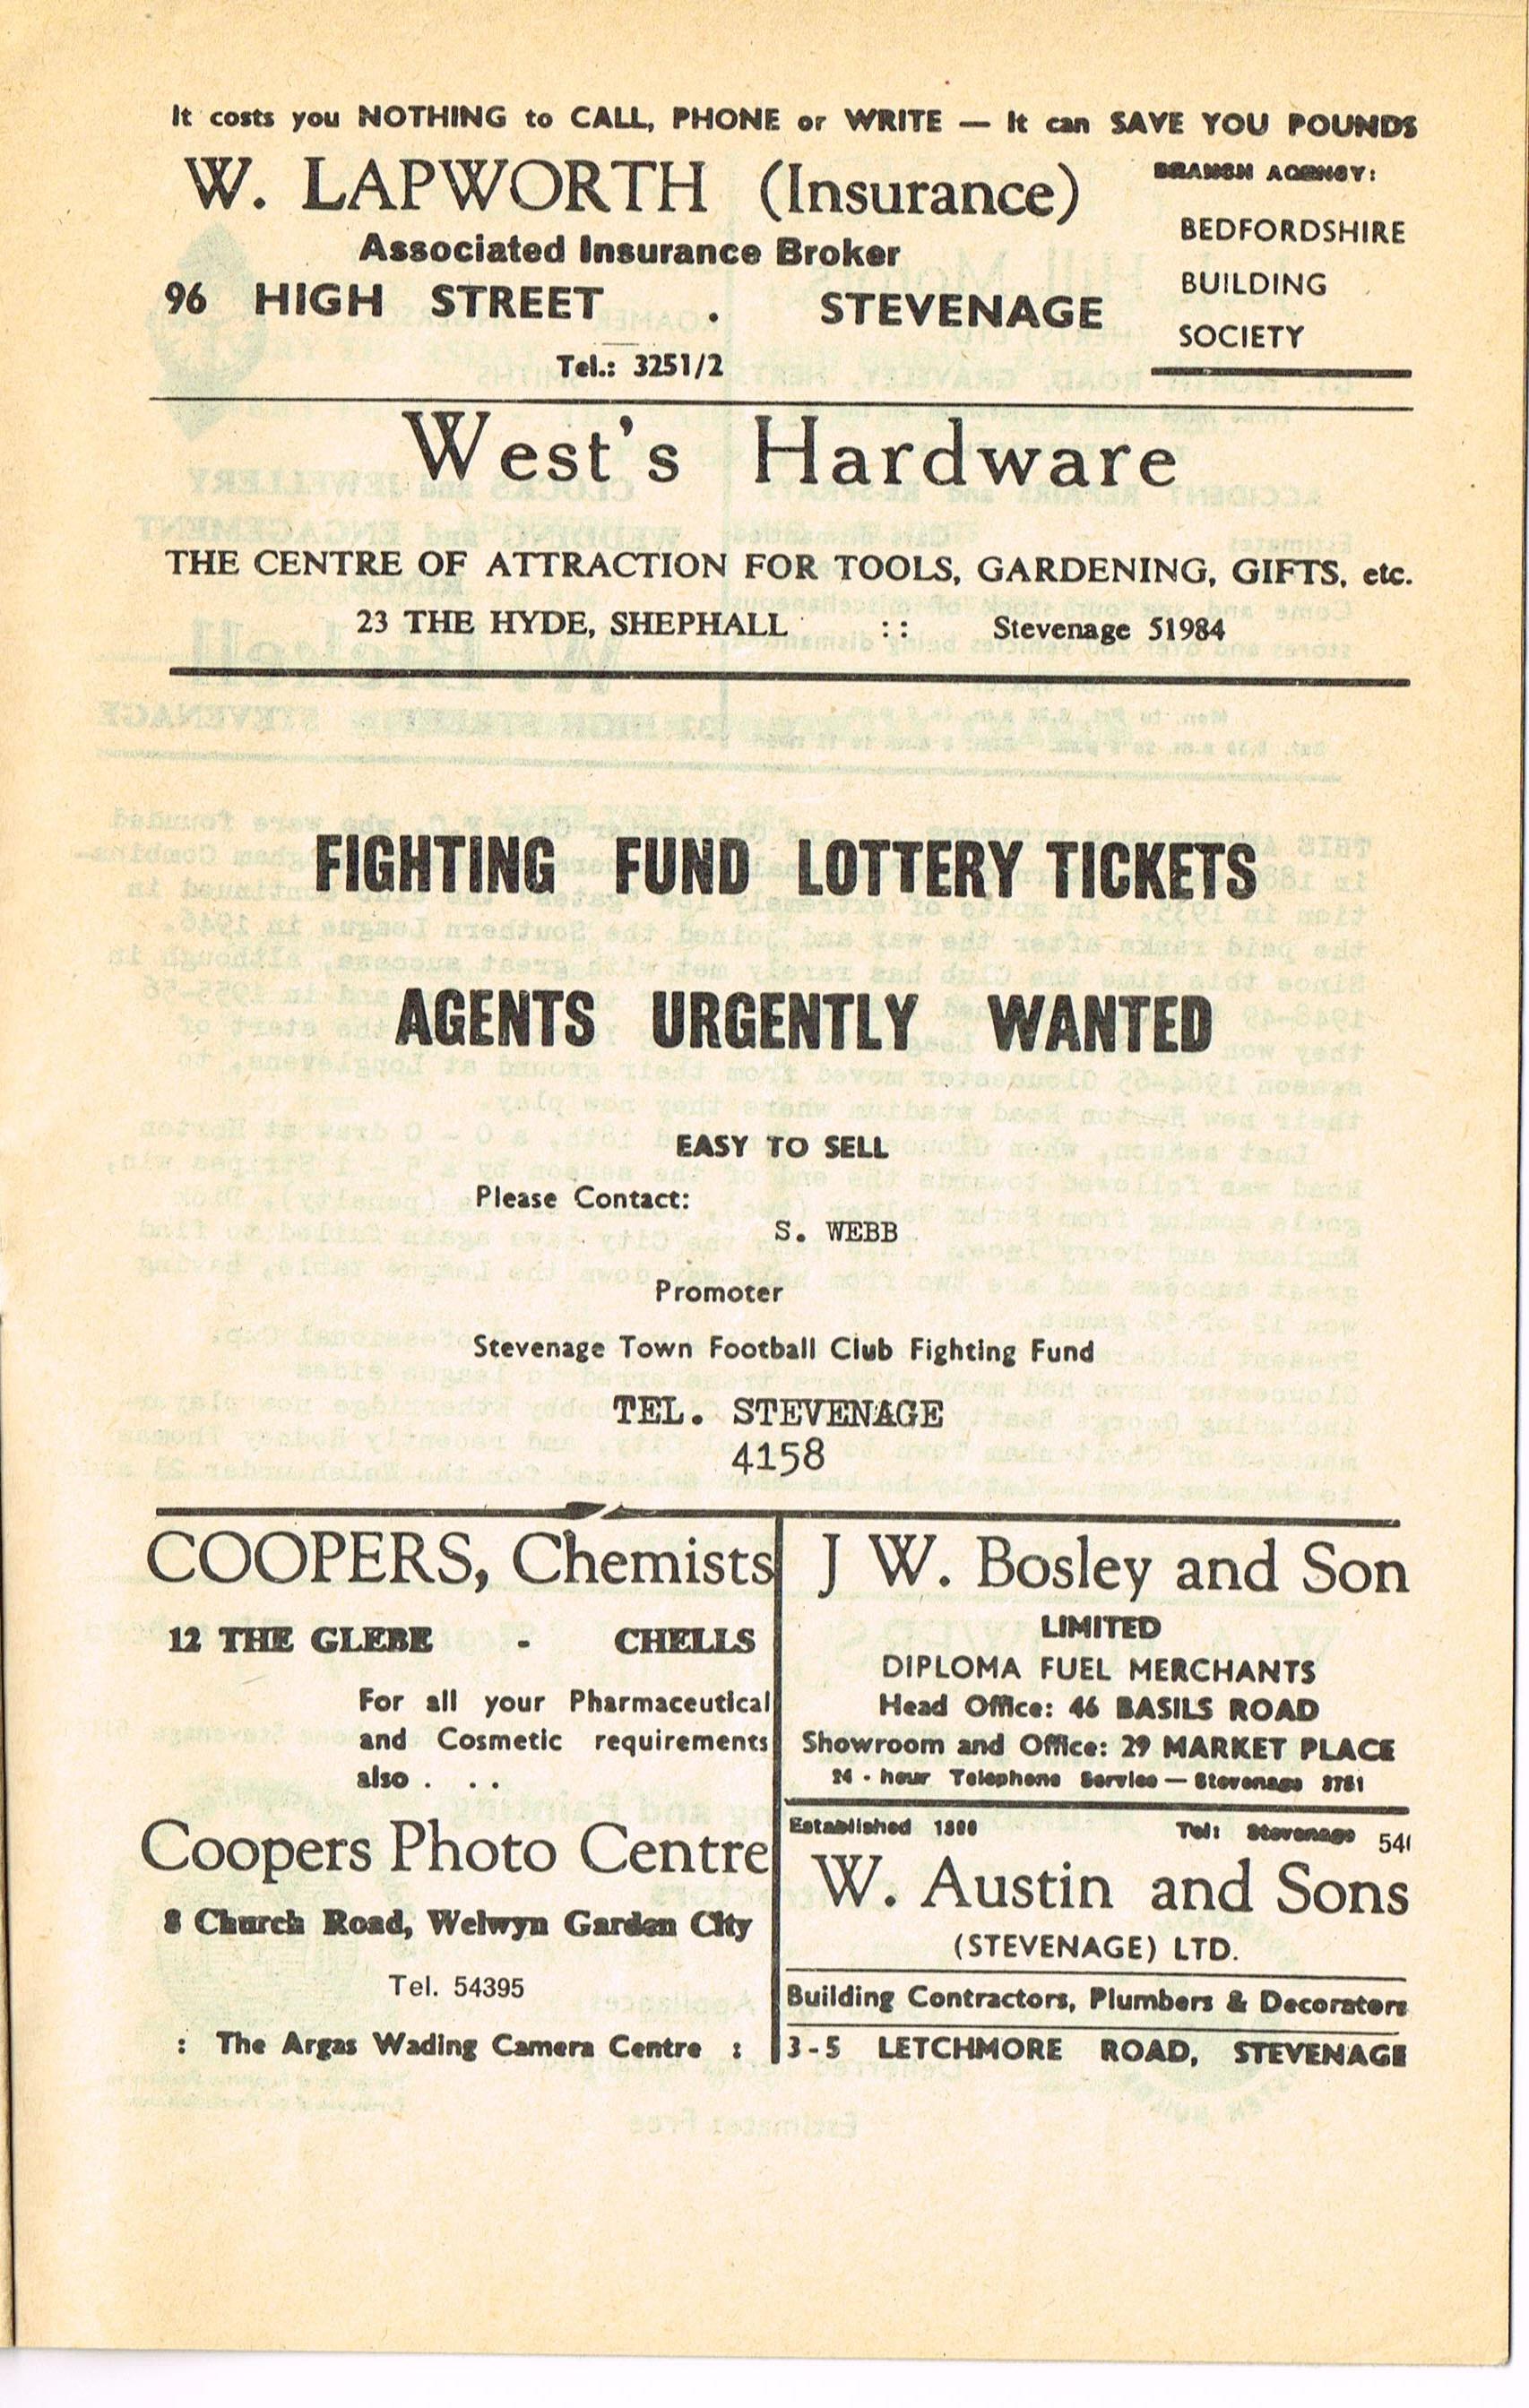 It costs you NOTHING to CALL, PHONE or WRITE — It can SAVE YOU POUNDS
W. LAPWORTH (Insurance)
Associated Insurance Broker
96 HIGH STREET . STEVENAGE
Tel.: 3251/2
BRANCH AGENCY:
BEDFORDSHIRE
BUILDING
SOCIETY
West's Hardware
THE CENTRE OF ATTRACTION FOR TOOLS, GARDENING, GIFTS, etc.
23 THE HYDE, SHEPHALL :: Stevenage 51984
FIGHTING FUND LOTTERY TICKETS
AGENTS URGENTLY WANTED
EASY TO SELL
Please Contact:
S. WEBB
Promoter
Stevenage Town Football Club Fighting Fund
TEL. STEVENAGE
4158
COOPERS, Chemists
12 THE GLEBE - CHELLS
For all your Pharmaceutical
and Cosmetic requirements
also . . .
Coopers Photo Centre
8 Church Road, Welwyn Garden City
Tel. 54395
: The Argas Wading Camera Centre :
J W. Bosley and Son
LIMITED
DIPLOMA FUEL MERCHANTS
Head Office: 46 BASILS ROAD
Showroom and Office: 29 MARKET PLACE
24 - hour Telephone Service — Stevenage
Established Tel: Stevenage
W. Austin and Sons
(STEVENAGE) LTD.
Building Contractors, Plumbers & Decorators
3-5 LETCHMORE ROAD, STEVENAGE